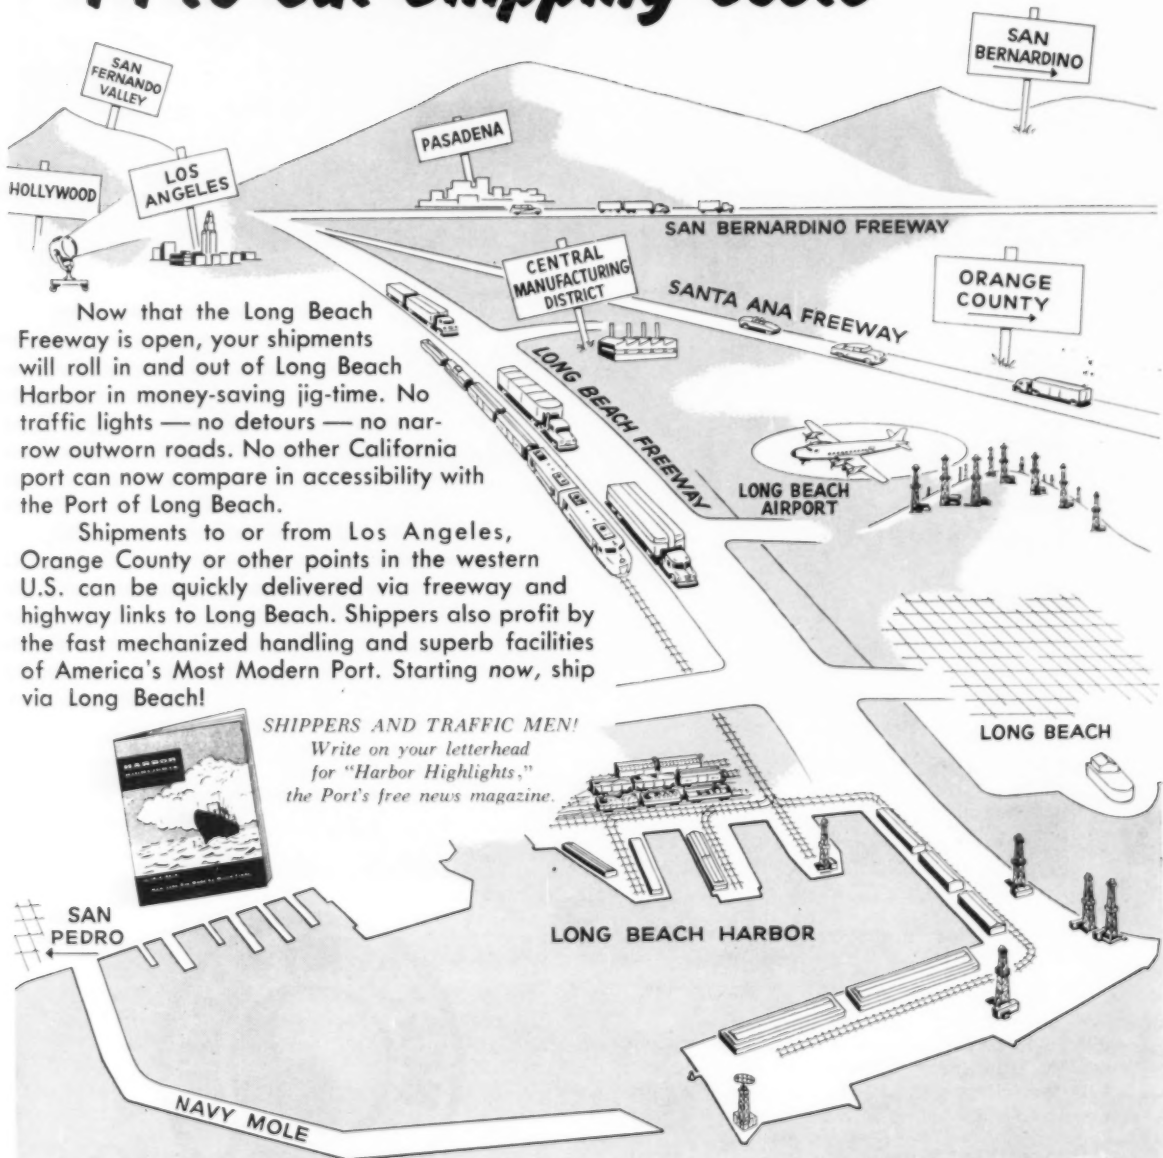 to cut shipping costs
SAN
BERNARDINO
SAN
FERNANDO
VALLEY
PASADENA
LOS
ANGELES
HOLLYWOOD
SAN BERNARDINO FREEWAY
CENTRAL
MANUFACTURING
DISTRICT
ORANGE
COUNTY
SANTA ANA FREEWAY
LONG BEACH FREEWAY
Now that the Long Beach
Freeway is open, your shipments
will roll in and out of Long Beach
Harbor in money-saving jig-time. No
traffic lights — no detours — no nar-
row outworn roads. No other California
port can now compare in accessibility with
the Port of Long Beach.
Shipments to or from Los Angeles,
Orange County or other points in the western
U.S. can be quickly delivered via freeway and
highway links to Long Beach. Shippers also profit by
the fast mechanized handling and superb facilities
of America's Most Modern Port. Starting now, ship
via Long Beach!
LONG BEACH
AIRPORT
LONG BEACH
SHIPPERS AND TRAFFIC MEN!
Write on your letterhead
for "Harbor Highlights,"
the Port's free news magazine.
HARBOR
HIGHLIGHTS
SAN
PEDRO
LONG BEACH HARBOR
NAVY MOLE